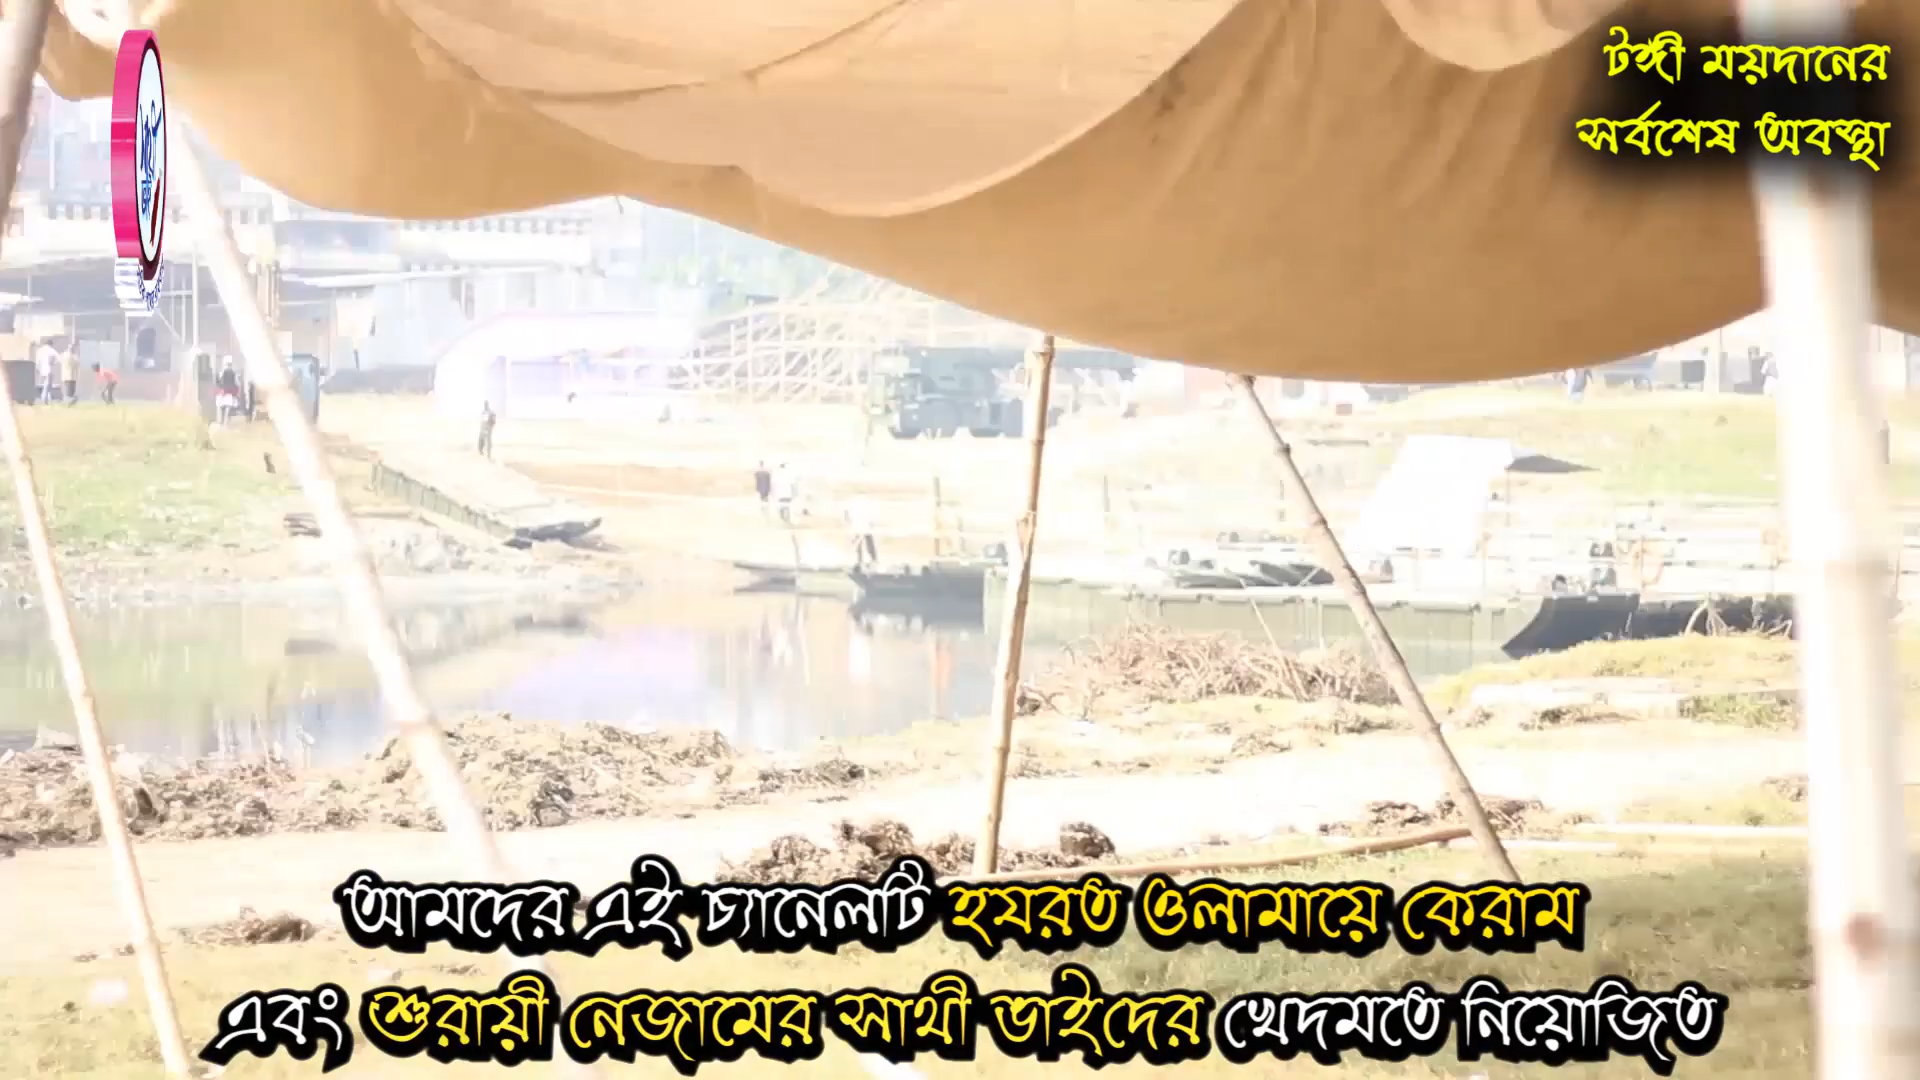 টঙ্গী ময়দানের
সর্বশেষ অবস্থা
আমদের এই চ্যানেলটি হযরত ওলামায়ে কেরাম
এবং শুরায়ী নেজামের সাথী ভাইদের খেদমতে নিয়োজিত